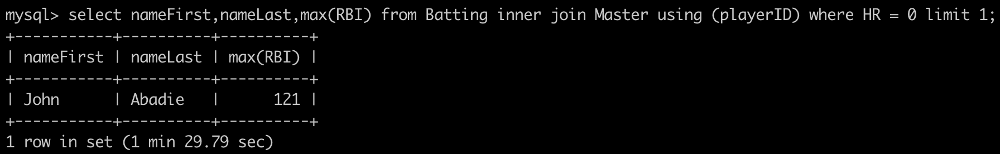 mysql> select nameFirst,nameLast,max(RBI) from Batting inner join Master using (playerID) where HR = 0 limit 1;
+-----------+----------+----------+
| nameFirst | nameLast | max(RBI) |
+-----------+----------+----------+
| John      | Abadie   |      121 |
+-----------+----------+----------+
1 row in set (1 min 29.79 sec)